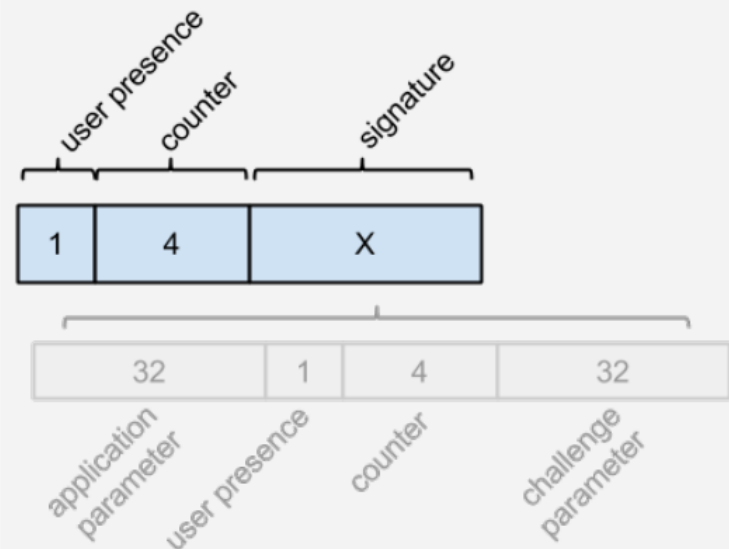 user presence
counter
signature
1
4
X
32
1
4
32
application
parameter
user presence
counter
challenge
parameter